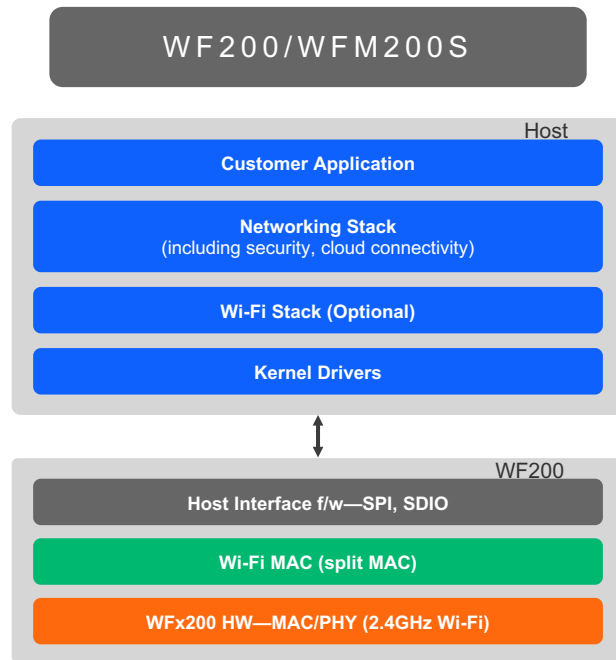 WF200/WFM200S
Host
Customer Application
Networking Stack
(including security, cloud connectivity)
Wi-Fi Stack (Optional)
Kernel Drivers
WF200
Host Interface f/w—SPI, SDIO
Wi-Fi MAC (split MAC)
WFx200 HW—MAC/PHY (2.4GHz Wi-Fi)